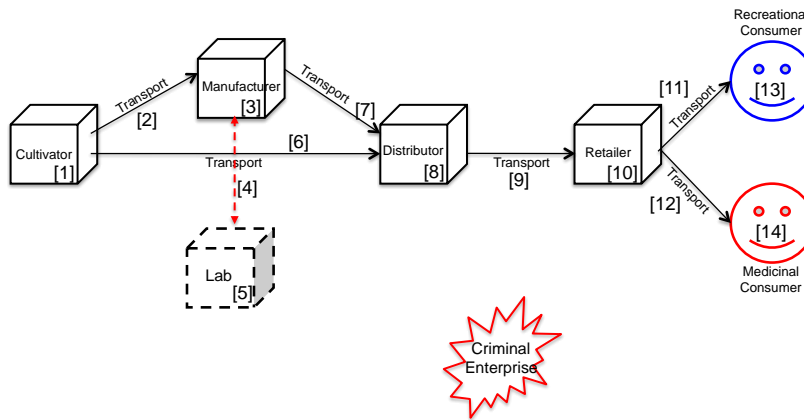 Recreational
Consumer
[13]
[11]
Transport
Manufacturer
[3]
Transport
[2]
Transport
[7]
Cultivator
[1]
[6]
Transport
Distributor
[8]
Transport
[9]
Retailer
[10]
[4]
Transport
[12]
[14]
Medicinal
Consumer
Lab
[5]
Criminal
Enterprise